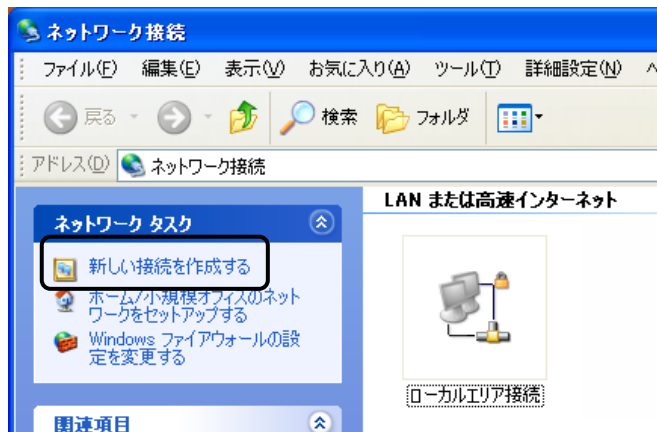 ネットワーク接続
ファイル(F) 編集(E) 表示(V) お気に入り(A) ツール(T) 詳細設定(N)
戻る 検索 フォルダ
アドレス(D) ネットワーク接続
LAN または高速インターネット
ネットワーク タスク
新しい接続を作成する
ホーム/小規模オフィスのネット
ワークをセットアップする
Windows ファイアウォールの設
定を変更する
ローカルエリア接続
関連項目